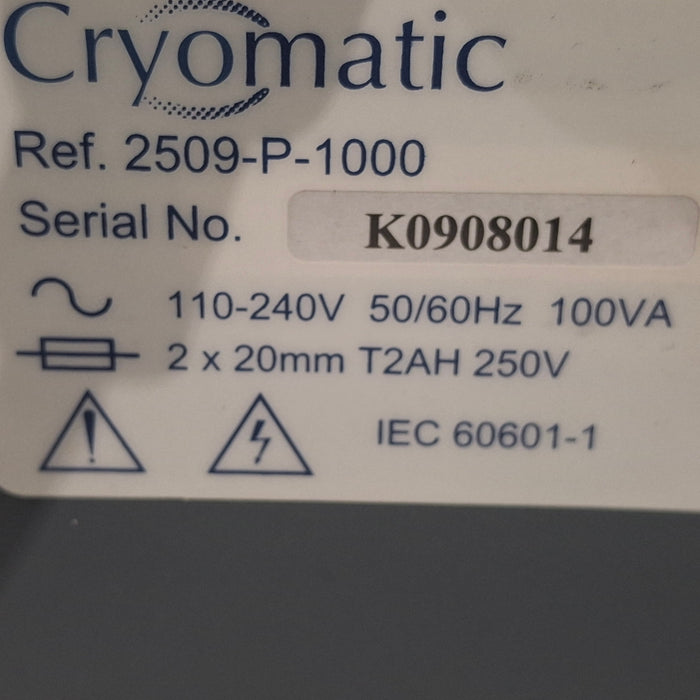 Cryomatic
Ref. 2509-P-1000
Serial No. K0908014
110-240V 50/60Hz 100VA
2 x 20mm T2AH 250V
IEC 60601-1